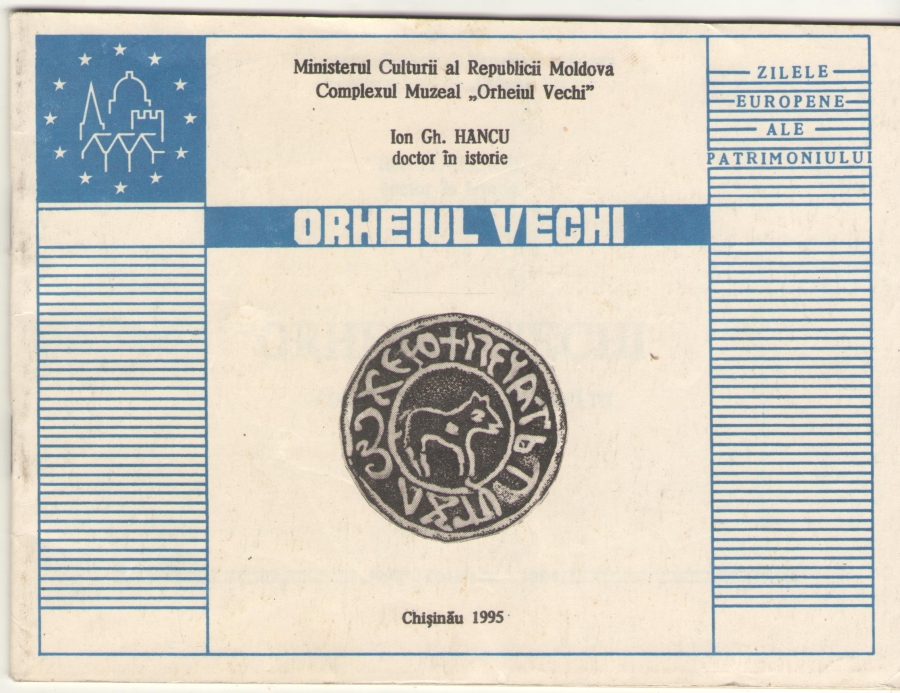 Ministerul Culturii al Republicii Moldova
Complexul Muzeal „Orheiul Vechi”
Ion Gh. HÂNCU
doctor în istorie
ZILELE
EUROPENE
ALE
PATRIMONIULUI
ORHEIUL VECHI
Chişinău 1995